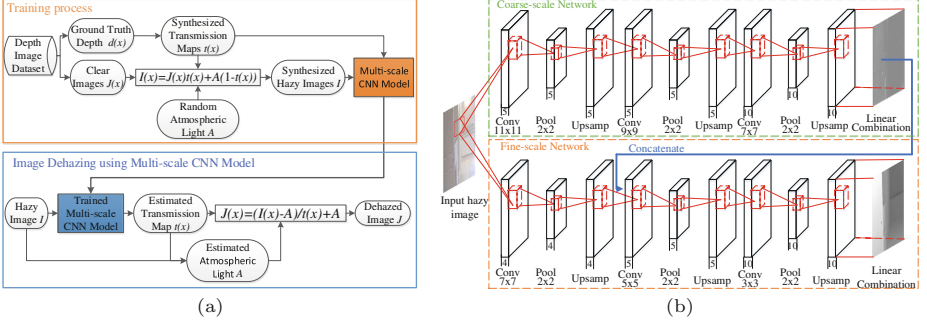 Training process
Depth
Image
Dataset
Ground Truth
Depth d(x)
Synthesized
Transmission
Maps t(x)
Clear
Images J(x)
I(x)=J(x)t(x)+A(1-t(x))
Synthesized
Hazy Images I
Multi-scale
CNN Model
Random
Atmospheric
Light A
Image Dehazing using Multi-scale CNN Model
Hazy
Image I
Trained
Multi-scale
CNN Model
Estimated
Transmission
Map t(x)
J(x)=(I(x)-A)/t(x)+A
Dehazed
Image J
Estimated
Atmospheric
Light A
(a)
Coarse-scale Network
5 5 5 5 5 5 10 10 10
Conv
11x11
Pool
2x2
Upsamp
Conv
9x9
Pool
2x2
Upsamp
Conv
7x7
Pool
2x2
Upsamp
Linear
Combination
Input hazy
image
Fine-scale Network
Concatenate
4 4 4 5 5 5 10 10 10
Conv
7x7
Pool
2x2
Upsamp
Conv
5x5
Pool
2x2
Upsamp
Conv
3x3
Pool
2x2
Upsamp
Linear
Combination
(b)